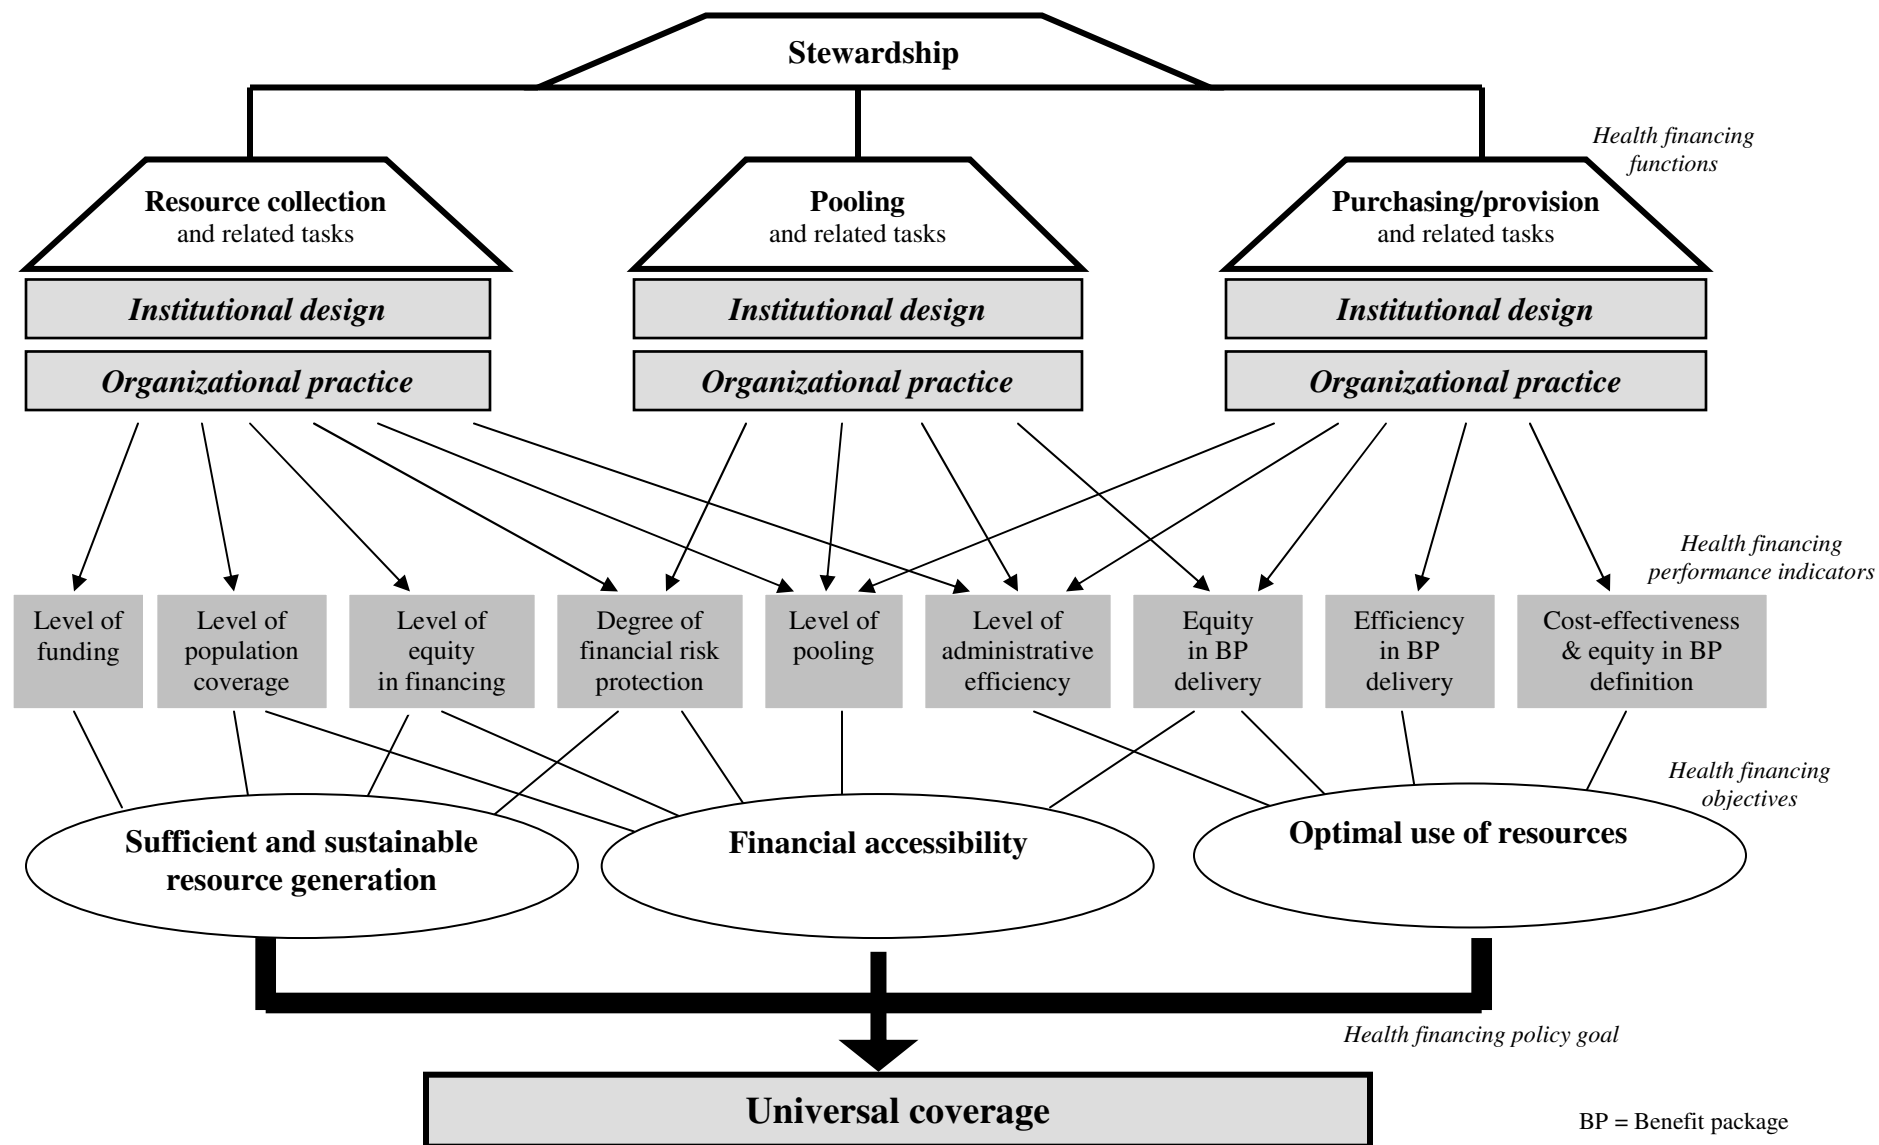 Stewardship
Health financing
functions
Resource collection
and related tasks
Pooling
and related tasks
Purchasing/provision
and related tasks
Institutional design
Institutional design
Institutional design
Organizational practice
Organizational practice
Organizational practice
Health financing
performance indicators
Level of
funding
Level of
population
coverage
Level of
equity
in financing
Degree of
financial risk
protection
Level of
pooling
Level of
administrative
efficiency
Equity
in BP
delivery
Efficiency
in BP
delivery
Cost-effectiveness
& equity in BP
definition
Health financing
objectives
Sufficient and sustainable
resource generation
Financial accessibility
Optimal use of resources
Health financing policy goal
Universal coverage
BP = Benefit package